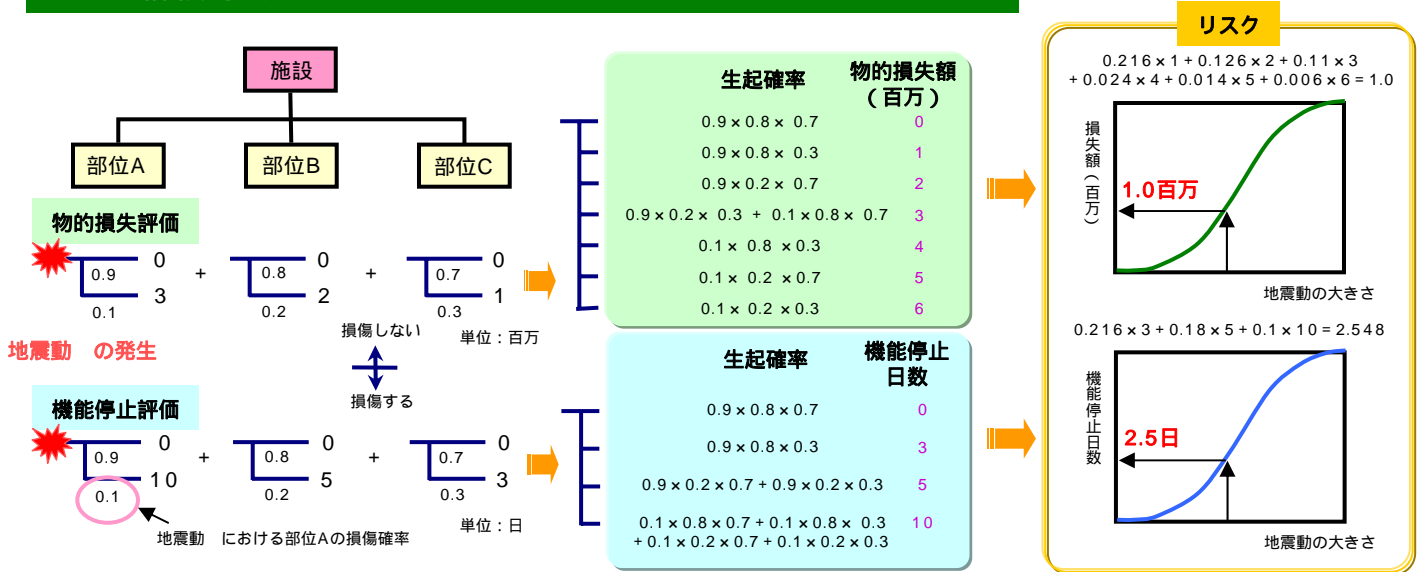 リスク
施設
部位A
部位B
部位C
物的損失評価
0.9
0
0.1
3
+
0.8
0
0.2
2
+
0.7
0
0.3
1
単位：百万
地震動　の発生
損傷しない
損傷する
機能停止評価
0.9
0
0.1
10
+
0.8
0
0.2
5
+
0.7
0
0.3
3
単位：日
地震動　における部位Aの損傷確率
生起確率
物的損失額
（百万）
0.9×0.8× 0.7 0
0.9×0.8× 0.3 1
0.9×0.2× 0.7 2
0.9×0.2× 0.3 + 0.1×0.8× 0.7 3
0.1× 0.8 ×0.3 4
0.1× 0.2 ×0.7 5
0.1× 0.2 ×0.3 6
生起確率
機能停止
日数
0.9×0.8×0.7 0
0.9×0.8×0.3 3
0.9×0.2×0.7+0.9×0.2×0.3 5
0.1×0.8×0.7+0.1×0.8× 0.3 10
+0.1×0.2×0.7+0.1×0.2×0.3
0.216×1+0.126×2+0.11×3
+0.024×4+0.014×5+0.006×6=1.0
損失額（百万）
1.0百万
地震動の大きさ
0.216×3+0.18×5+0.1×10=2.548
機能停止日数
2.5日
地震動の大きさ